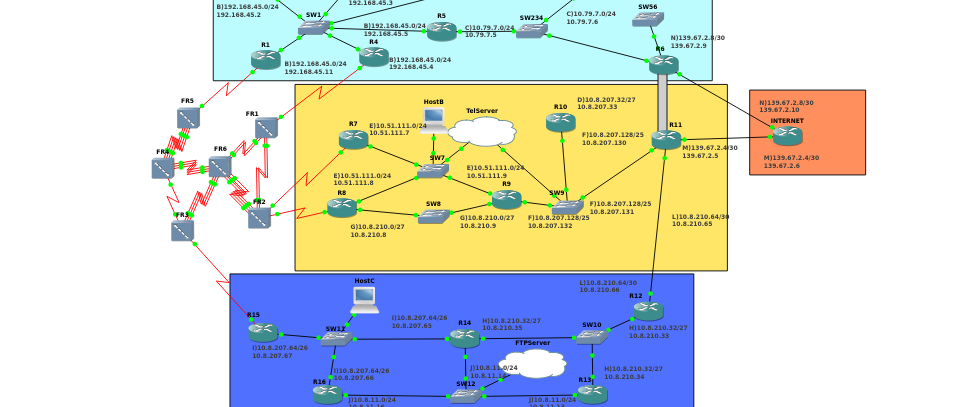 192.168.45.3
B)192.168.45.0/24
192.168.45.2
SW1
R5
SW234
C)10.79.7.0/24
10.79.7.6
SW56
B)192.168.45.0/24
192.168.45.5
C)10.79.7.0/24
10.79.7.5
N)139.67.2.8/30
139.67.2.9
R1
R4
R6
B)192.168.45.0/24
192.168.45.11
B)192.168.45.0/24
192.168.45.4
FR5
FR1
FR4
FR6
FR2
FR3
HostB
TelServer
R10
D)10.8.207.32/27
10.8.207.33
N)139.67.2.8/30
139.67.2.10
INTERNET
R7
E)10.51.111.0/24
10.51.111.7
R11
F)10.8.207.128/25
10.8.207.130
M)139.67.2.4/30
139.67.2.5
M)139.67.2.4/30
139.67.2.6
SW7
E)10.51.111.0/24
10.51.111.8
E)10.51.111.0/24
10.51.111.9
R8
SW8
R9
SW9
F)10.8.207.128/25
10.8.207.131
G)10.8.210.0/27
10.8.210.8
G)10.8.210.0/27
10.8.210.9
F)10.8.207.128/25
10.8.207.132
L)10.8.210.64/30
10.8.210.65
HostC
L)10.8.210.64/30
10.8.210.66
R12
R15
I)10.8.207.64/26
10.8.207.65
R14
H)10.8.210.32/27
10.8.210.35
SW10
H)10.8.210.32/27
10.8.210.33
I)10.8.207.64/26
10.8.207.67
FTPServer
I)10.8.207.64/26
10.8.207.66
R16
J)10.8.11.0/24
SW12
R13
H)10.8.210.32/27
10.8.210.34
J)10.8.11.0/24
J)10.8.11.0/24